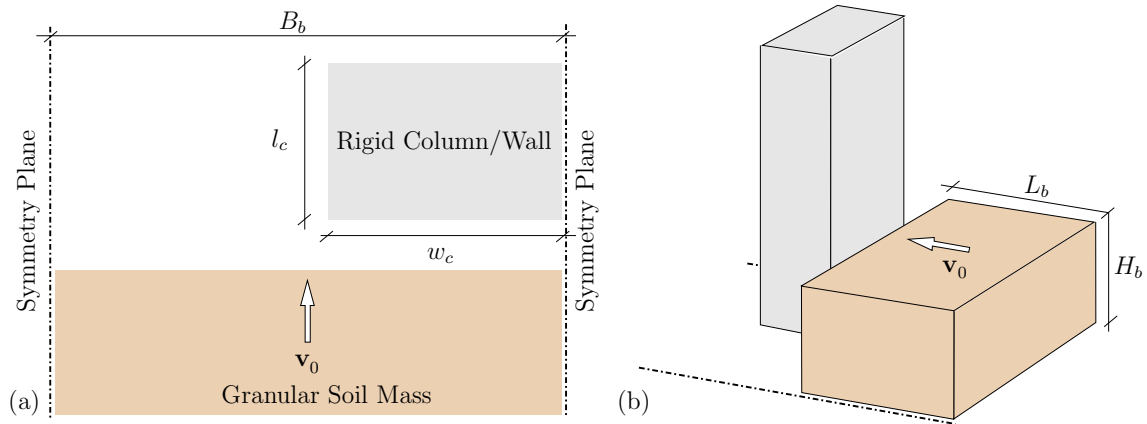 B_b
Symmetry Plane
l_c
Rigid Column/Wall
Symmetry Plane
w_c
v_0
Granular Soil Mass
(a)
L_b
v_0
H_b
(b)